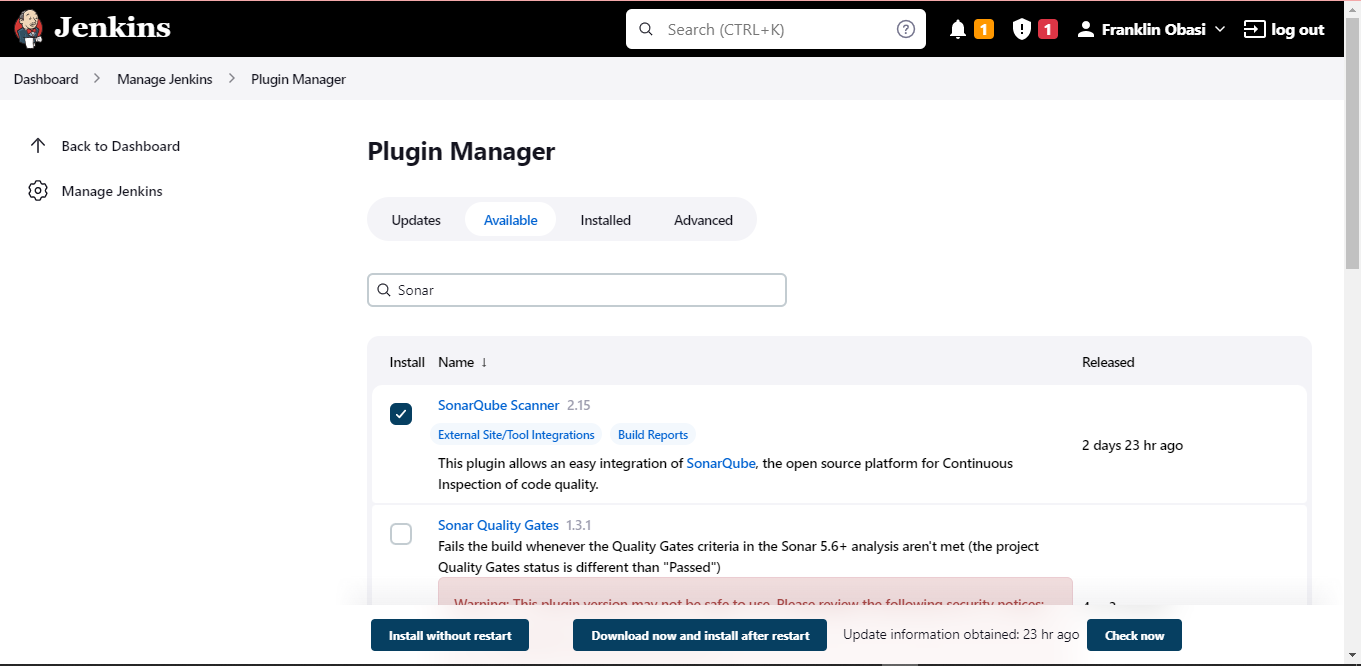 Jenkins
Search (CTRL+K)
1
1
Franklin Obasi
log out
Dashboard
Manage Jenkins
Plugin Manager
Back to Dashboard
Manage Jenkins
Plugin Manager
Updates
Available
Installed
Advanced
Sonar
Install
Name ↓
Released
SonarQube Scanner 2.15
External Site/Tool Integrations
Build Reports
This plugin allows an easy integration of SonarQube, the open source platform for Continuous
Inspection of code quality.
2 days 23 hr ago
Sonar Quality Gates 1.3.1
Fails the build whenever the Quality Gates criteria in the Sonar 5.6+ analysis aren't met (the project
Quality Gates status is different than "Passed")
Warning: This plugin version may not be safe to use. Please review the following security notices:
Install without restart
Download now and install after restart
Update information obtained: 23 hr ago
Check now